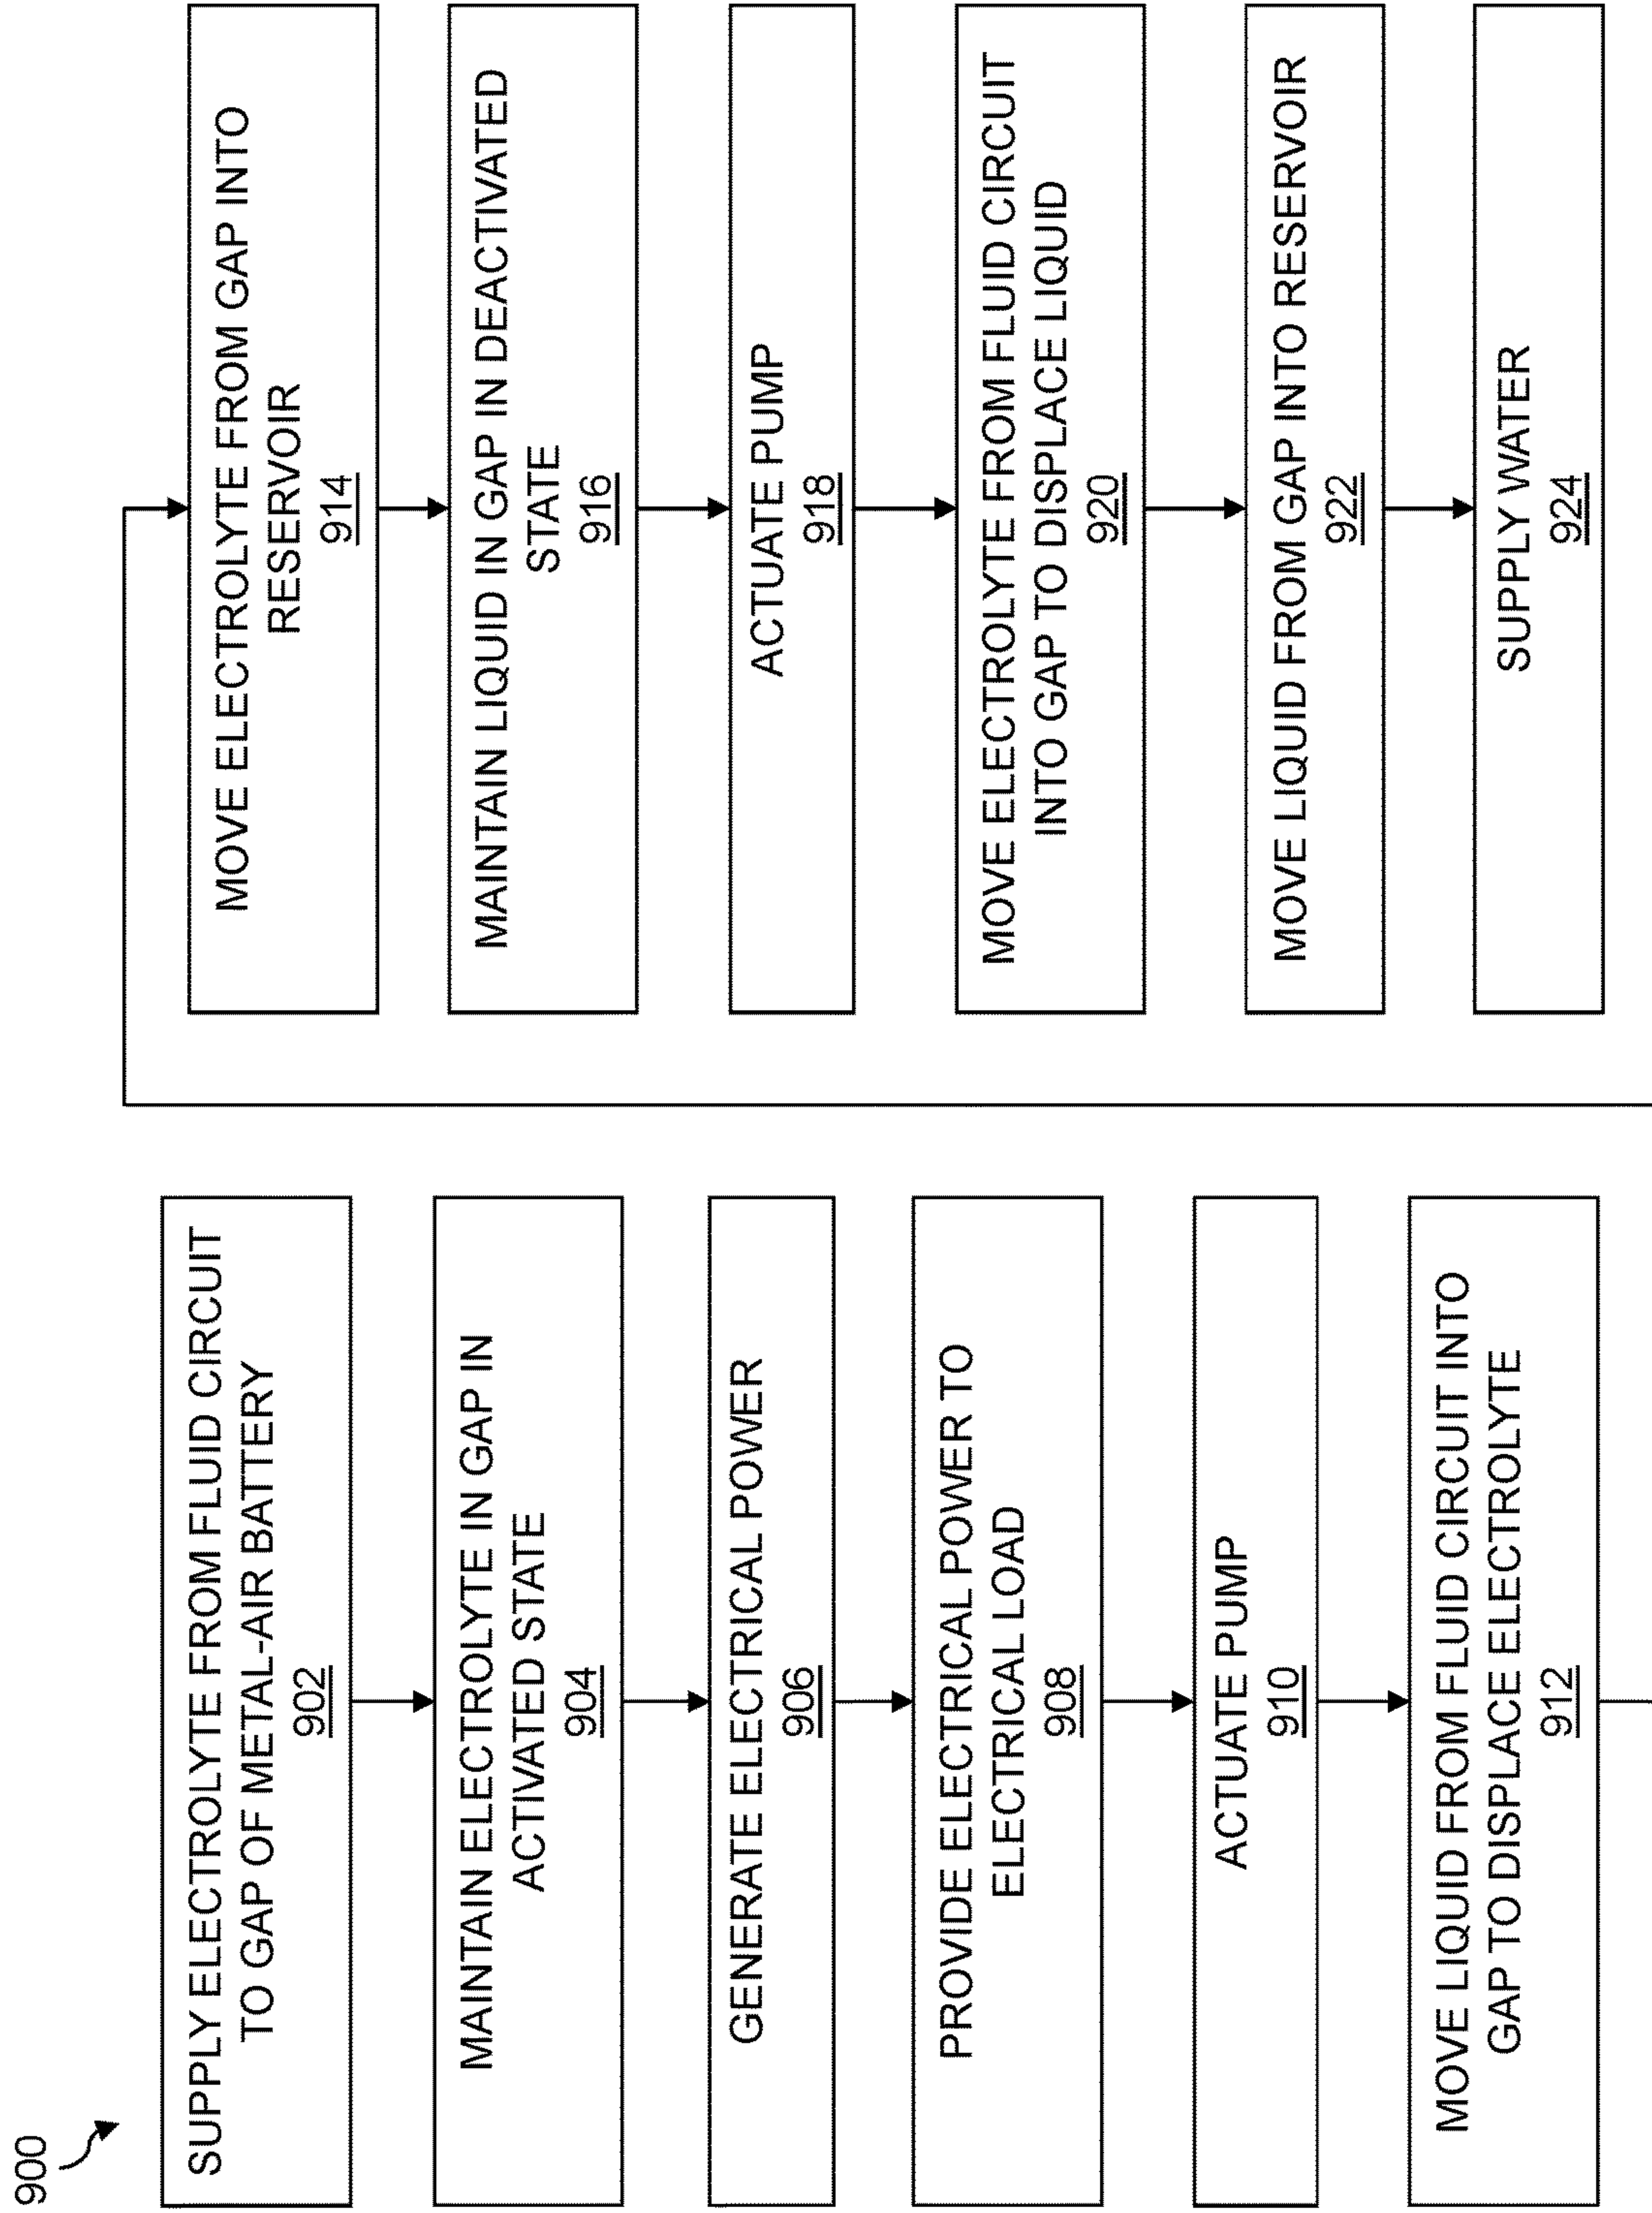 900
SUPPLY ELECTROLYTE FROM FLUID CIRCUIT
TO GAP OF METAL-AIR BATTERY
902
MAINTAIN ELECTROLYTE IN GAP IN
ACTIVATED STATE
904
GENERATE ELECTRICAL POWER
906
PROVIDE ELECTRICAL POWER TO
ELECTRICAL LOAD
908
ACTUATE PUMP
910
MOVE LIQUID FROM FLUID CIRCUIT INTO
GAP TO DISPLACE ELECTROLYTE
912
MOVE ELECTROLYTE FROM GAP INTO
RESERVOIR
914
MAINTAIN LIQUID IN GAP IN DEACTIVATED
STATE
916
ACTUATE PUMP
918
MOVE ELECTROLYTE FROM FLUID CIRCUIT
INTO GAP TO DISPLACE LIQUID
920
MOVE LIQUID FROM GAP INTO RESERVOIR
922
SUPPLY WATER
924